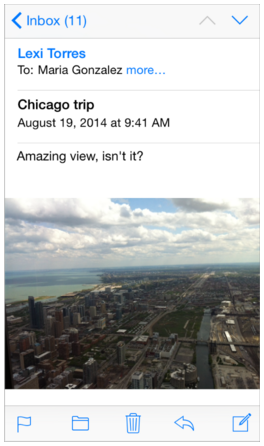 Inbox (11)
Lexi Torres
To: Maria Gonzalez more...
Chicago trip
August 19, 2014 at 9:41 AM
Amazing view, isn't it?